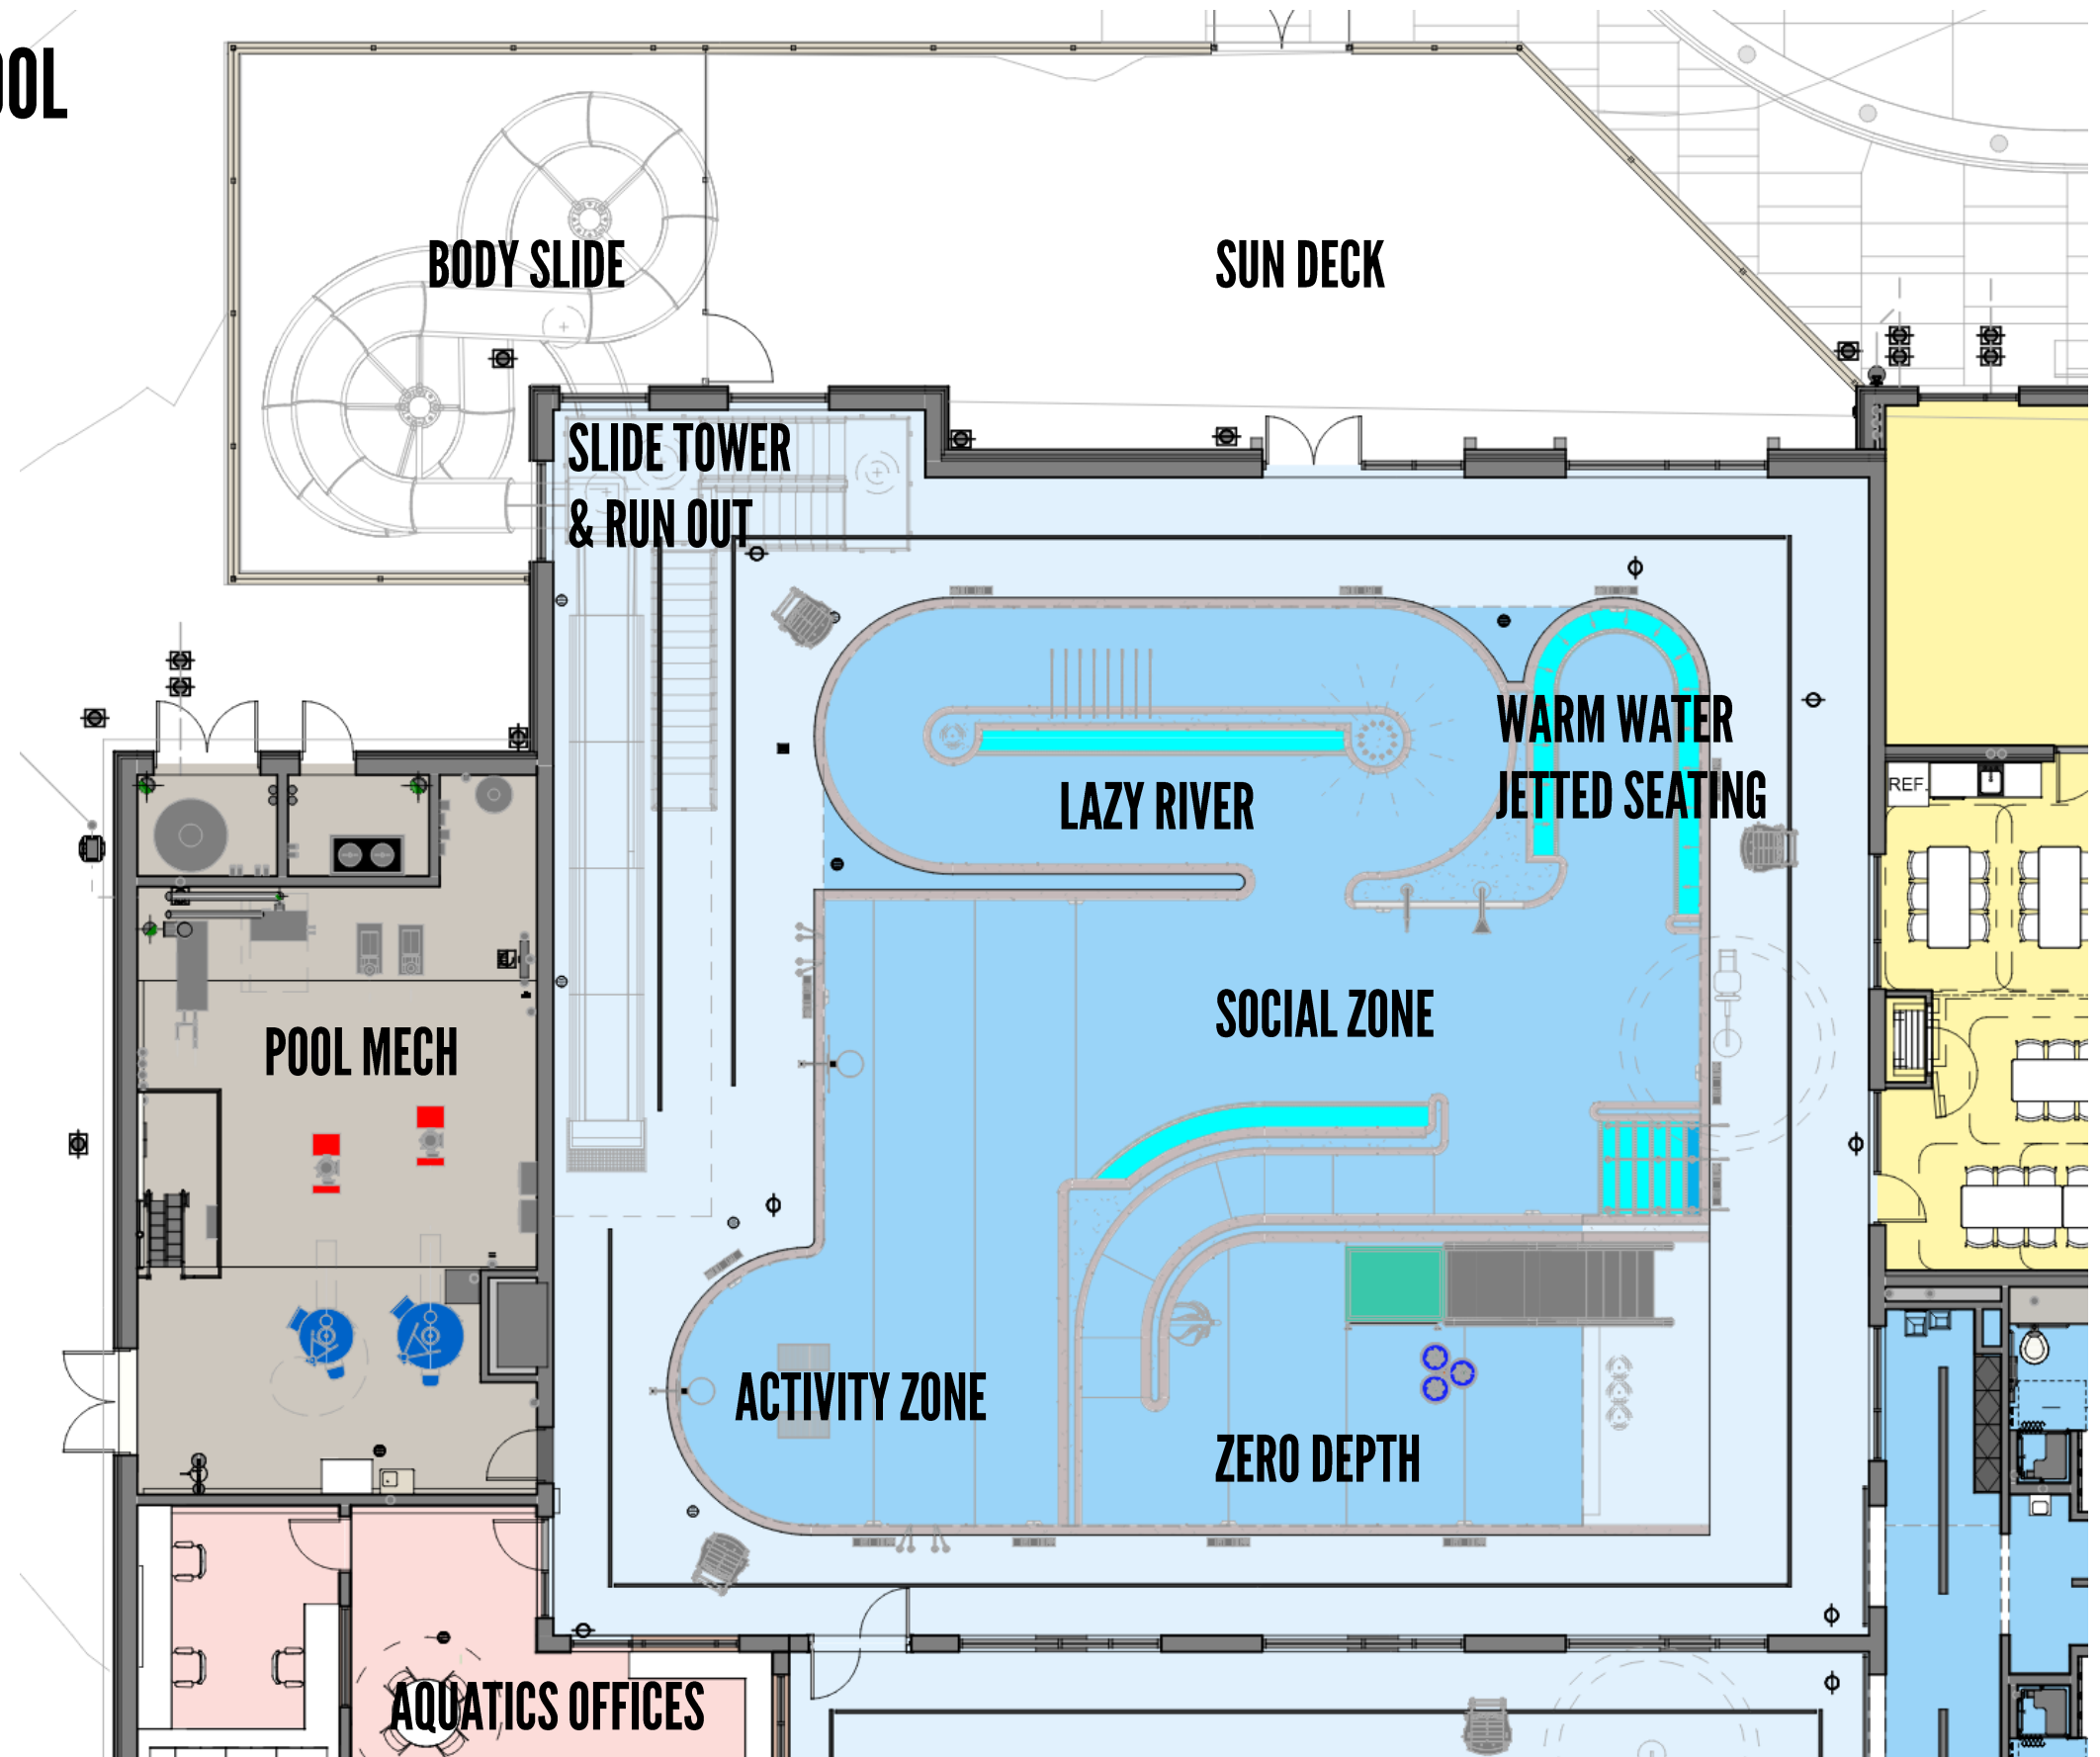 OOL
BODY SLIDE
SUN DECK
SLIDE TOWER
& RUN OUT
WARM WATER
JETTED SEATING
LAZY RIVER
REF.
SOCIAL ZONE
POOL MECH
ACTIVITY ZONE
ZERO DEPTH
AQUATICS OFFICES